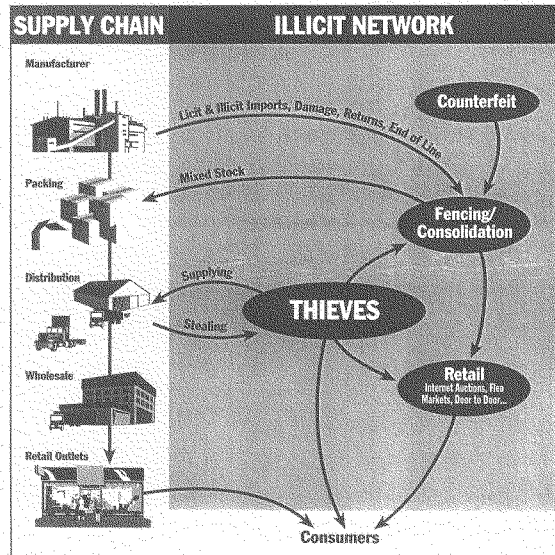 SUPPLY CHAIN
ILLICIT NETWORK
Manufacturer
Licit & Illicit Imports, Damage, Returns, End of Line
Counterfeit
Packing
Mixed Stock
Fencing/
Consolidation
Distribution
Supplying
THIEVES
Stealing
Wholesale
Retail
Internet Auctions, Flea
Markets, Door to Door...
Retail Outlets
Consumers